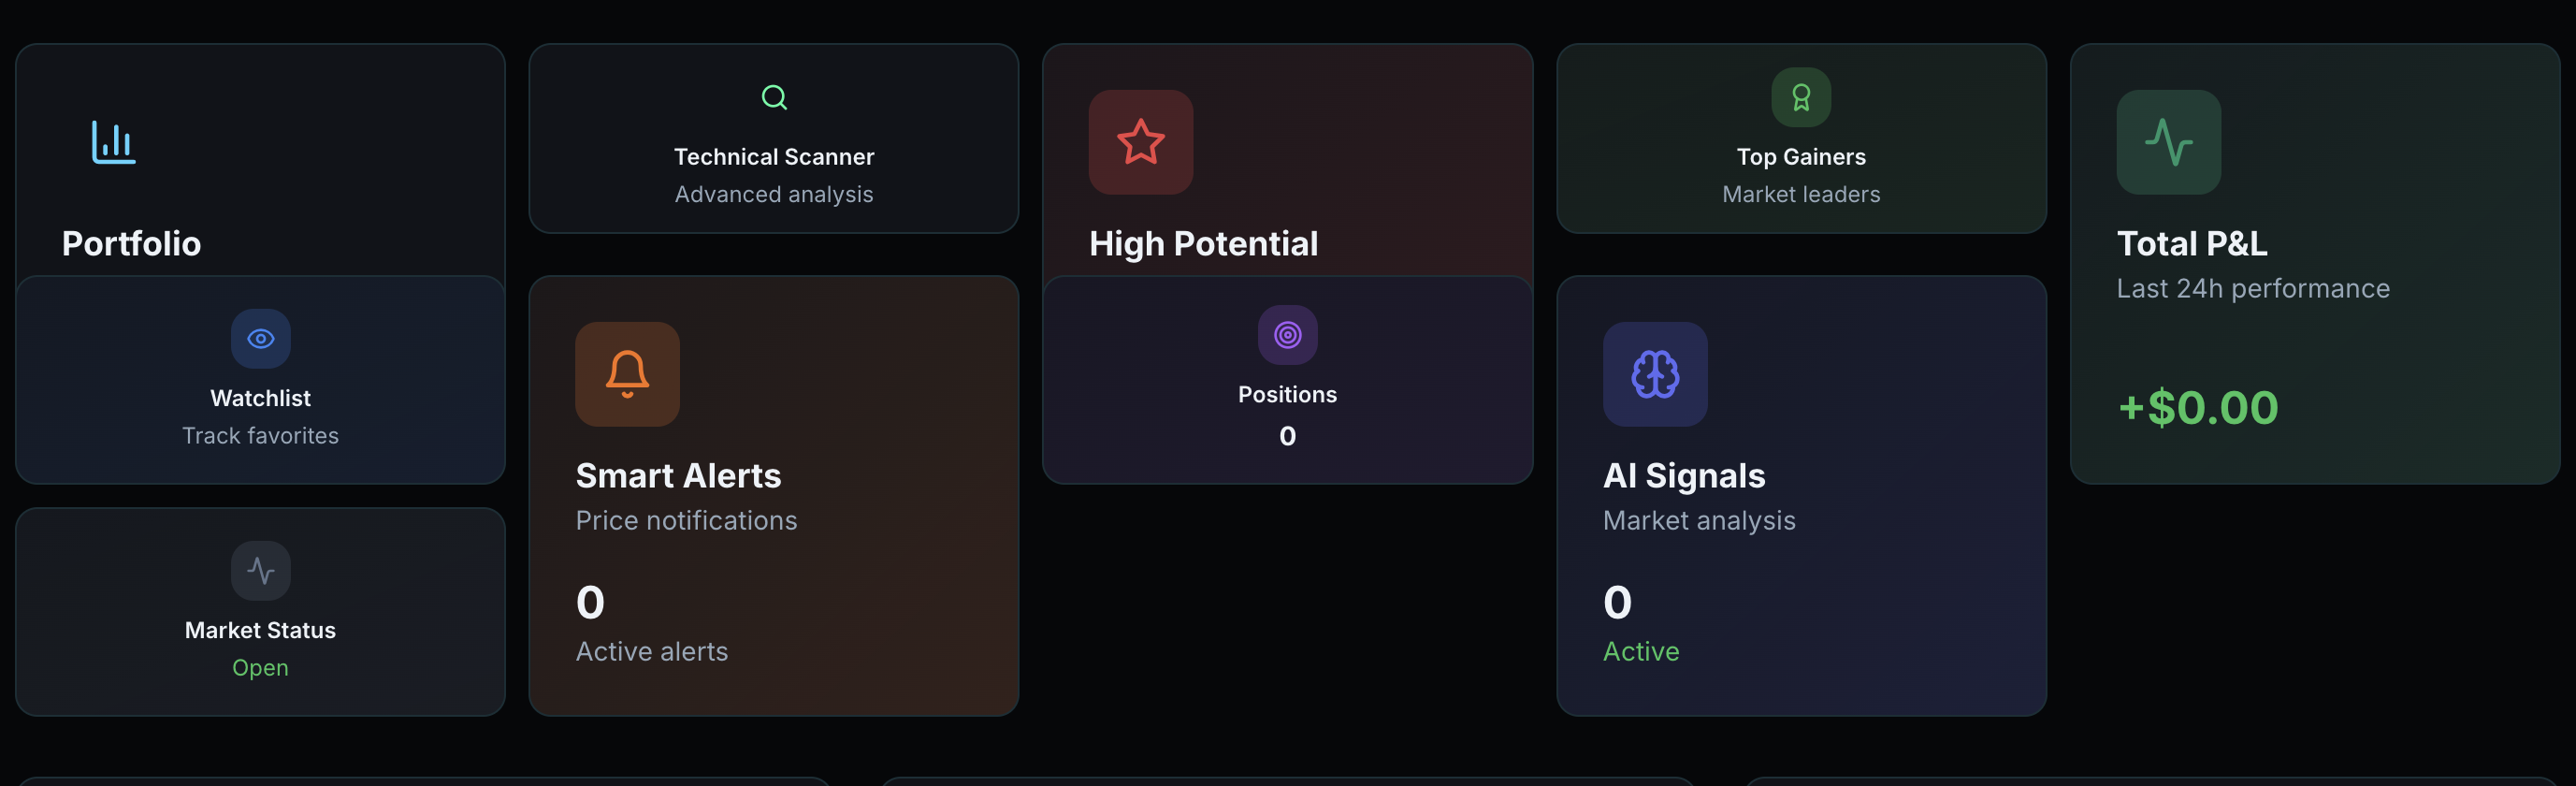 Portfolio
Watchlist
Track favorites
Market Status
Open
Technical Scanner
Advanced analysis
Smart Alerts
Price notifications
0
Active alerts
High Potential
Positions
0
Top Gainers
Market leaders
AI Signals
Market analysis
0
Active
Total P&L
Last 24h performance
+$0.00